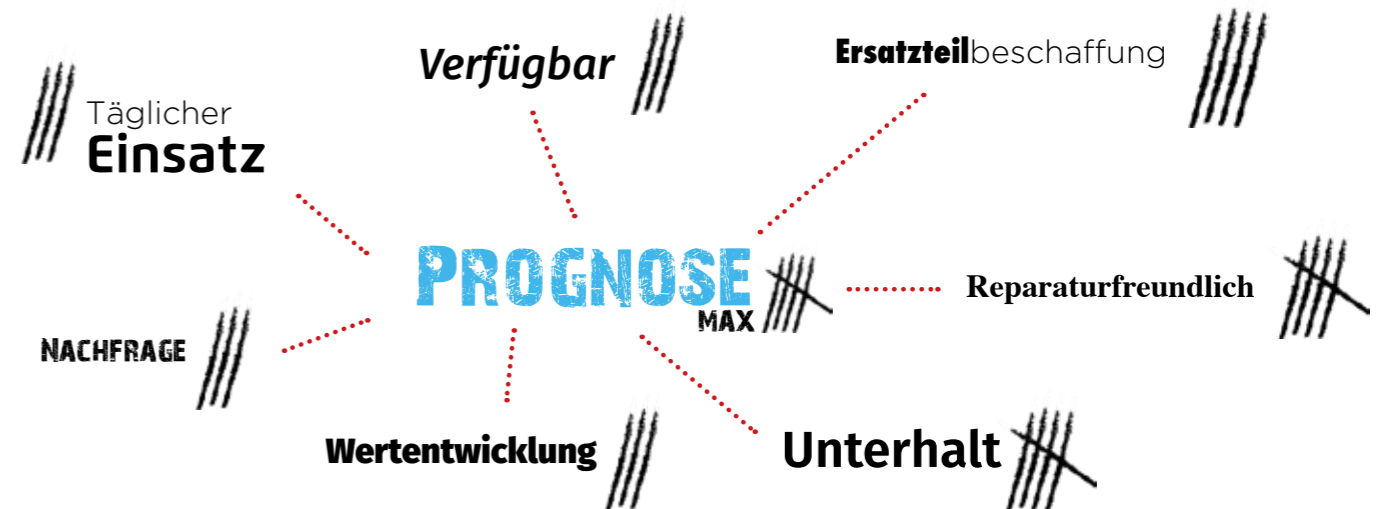 Verfügbar
Ersatzteilbeschaffung
Täglicher
Einsatz
PROGNOSE
MAX
Reparaturfreundlich
NACHFRAGE
Wertentwicklung
Unterhalt